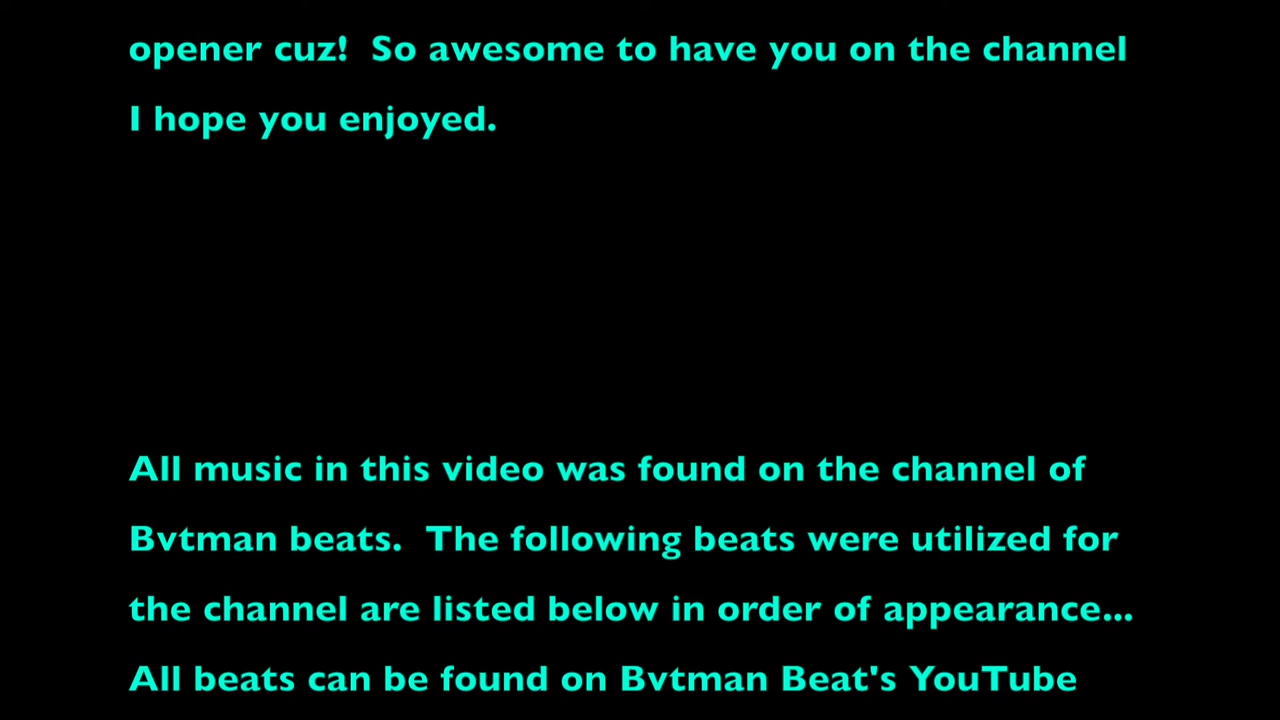 opener cuz!  So awesome to have you on the channel
I hope you enjoyed.
All music in this video was found on the channel of
Bvtman beats.  The following beats were utilized for
the channel are listed below in order of appearance...
All beats can be found on Bvtman Beat's YouTube